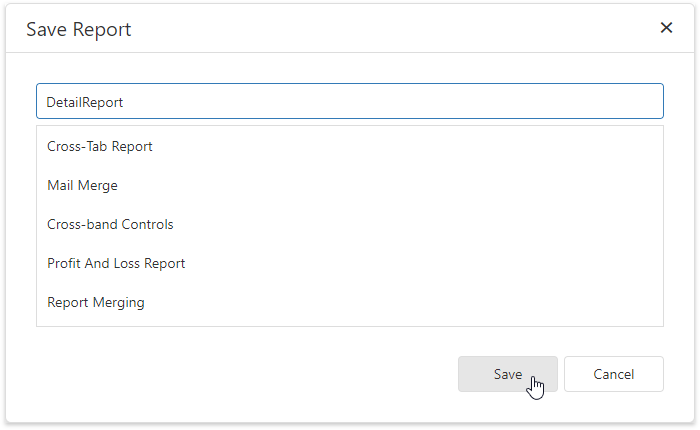 Save Report
DetailReport
Cross-Tab Report
Mail Merge
Cross-band Controls
Profit And Loss Report
Report Merging
Save
Cancel